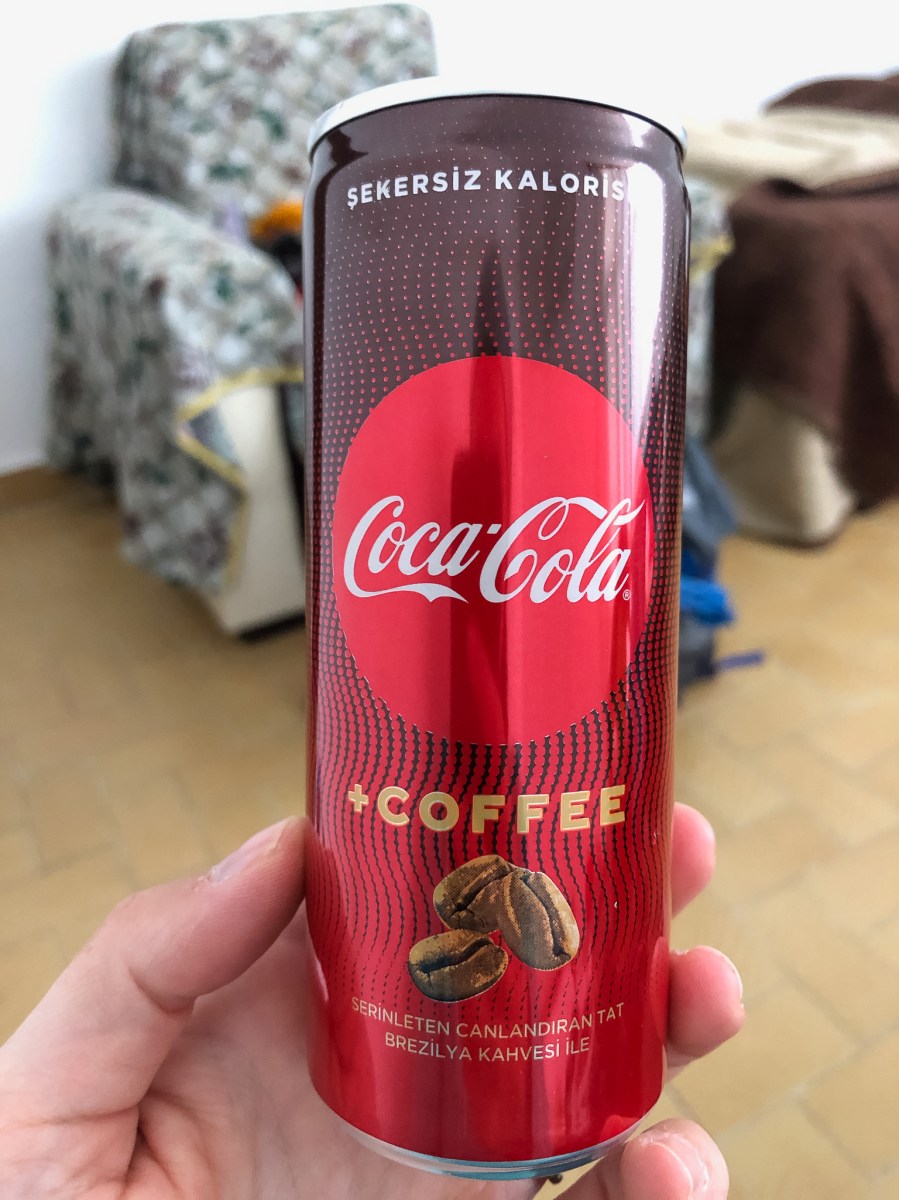 ŞEKERSİZ KALORİS
Coca-Cola®
+COFFEE
SERİNLETEN CANLANDIRAN TAT
BREZİLYA KAHVESİ İLE